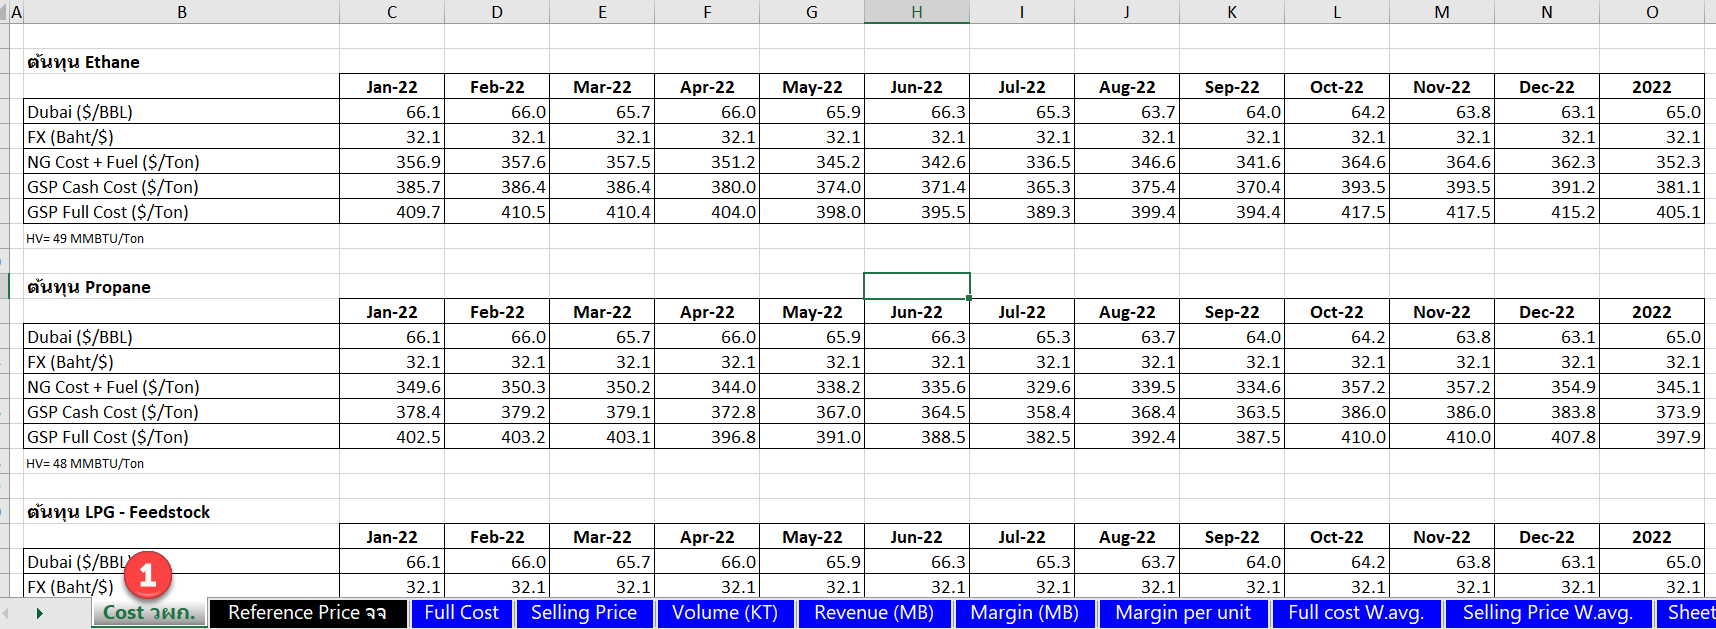 A B C D E F G H I J K L M N O
ต้นทุน Ethane
Jan-22 Feb-22 Mar-22 Apr-22 May-22 Jun-22 Jul-22 Aug-22 Sep-22 Oct-22 Nov-22 Dec-22 2022
Dubai ($/BBL) 66.1 66.0 65.7 66.0 65.9 66.3 65.3 63.7 64.0 64.2 63.8 63.1 65.0
FX (Baht/$) 32.1 32.1 32.1 32.1 32.1 32.1 32.1 32.1 32.1 32.1 32.1 32.1 32.1
NG Cost + Fuel ($/Ton) 356.9 357.6 357.5 351.2 345.2 342.6 336.5 346.6 341.6 364.6 364.6 362.3 352.3
GSP Cash Cost ($/Ton) 385.7 386.4 386.4 380.0 374.0 371.4 365.3 375.4 370.4 393.5 393.5 391.2 381.1
GSP Full Cost ($/Ton) 409.7 410.5 410.4 404.0 398.0 395.5 389.3 399.4 394.4 417.5 417.5 415.2 405.1
HV= 49 MMBTU/Ton
ต้นทุน Propane
Jan-22 Feb-22 Mar-22 Apr-22 May-22 Jun-22 Jul-22 Aug-22 Sep-22 Oct-22 Nov-22 Dec-22 2022
Dubai ($/BBL) 66.1 66.0 65.7 66.0 65.9 66.3 65.3 63.7 64.0 64.2 63.8 63.1 65.0
FX (Baht/$) 32.1 32.1 32.1 32.1 32.1 32.1 32.1 32.1 32.1 32.1 32.1 32.1 32.1
NG Cost + Fuel ($/Ton) 349.6 350.3 350.2 344.0 338.2 335.6 329.6 339.5 334.6 357.2 357.2 354.9 345.1
GSP Cash Cost ($/Ton) 378.4 379.2 379.1 372.8 367.0 364.5 358.4 368.4 363.5 386.0 386.0 383.8 373.9
GSP Full Cost ($/Ton) 402.5 403.2 403.1 396.8 391.0 388.5 382.5 392.4 387.5 410.0 410.0 407.8 397.9
HV= 48 MMBTU/Ton
ต้นทุน LPG - Feedstock
Jan-22 Feb-22 Mar-22 Apr-22 May-22 Jun-22 Jul-22 Aug-22 Sep-22 Oct-22 Nov-22 Dec-22 2022
Dubai ($/BBL) 66.1 66.0 65.7 66.0 65.9 66.3 65.3 63.7 64.0 64.2 63.8 63.1 65.0
FX (Baht/$) 32.1 32.1 32.1 32.1 32.1 32.1 32.1 32.1 32.1 32.1 32.1 32.1 32.1
1
Cost วผก. Reference Price จจ Full Cost Selling Price Volume (KT) Revenue (MB) Margin (MB) Margin per unit Full cost W.avg. Selling Price W.avg. Sheet